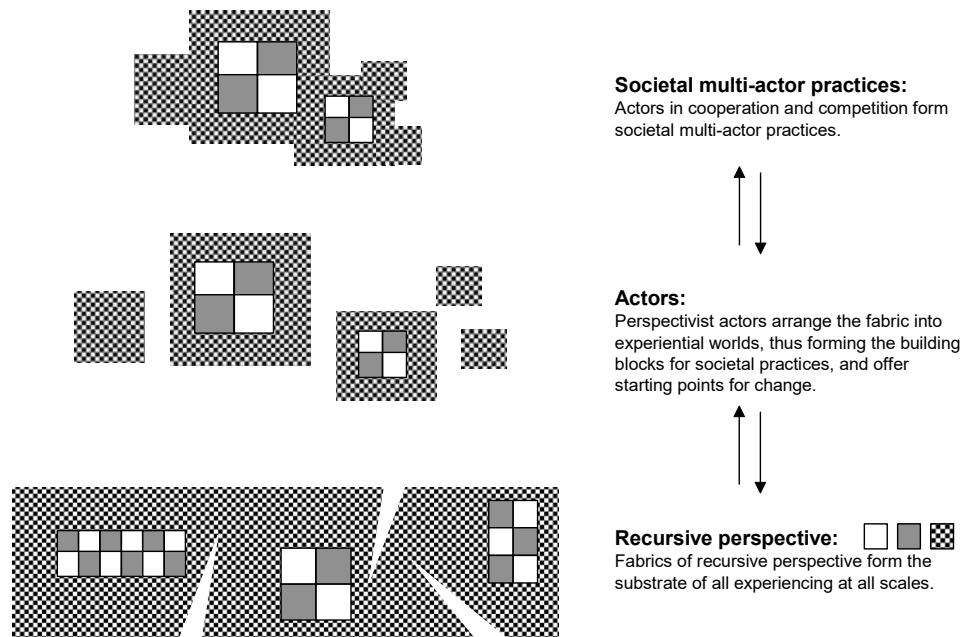 Societal multi-actor practices:
Actors in cooperation and competition form
societal multi-actor practices.
Actors:
Perspectivist actors arrange the fabric into
experiential worlds, thus forming the building
blocks for societal practices, and offer
starting points for change.
Recursive perspective:
Fabrics of recursive perspective form the
substrate of all experiencing at all scales.